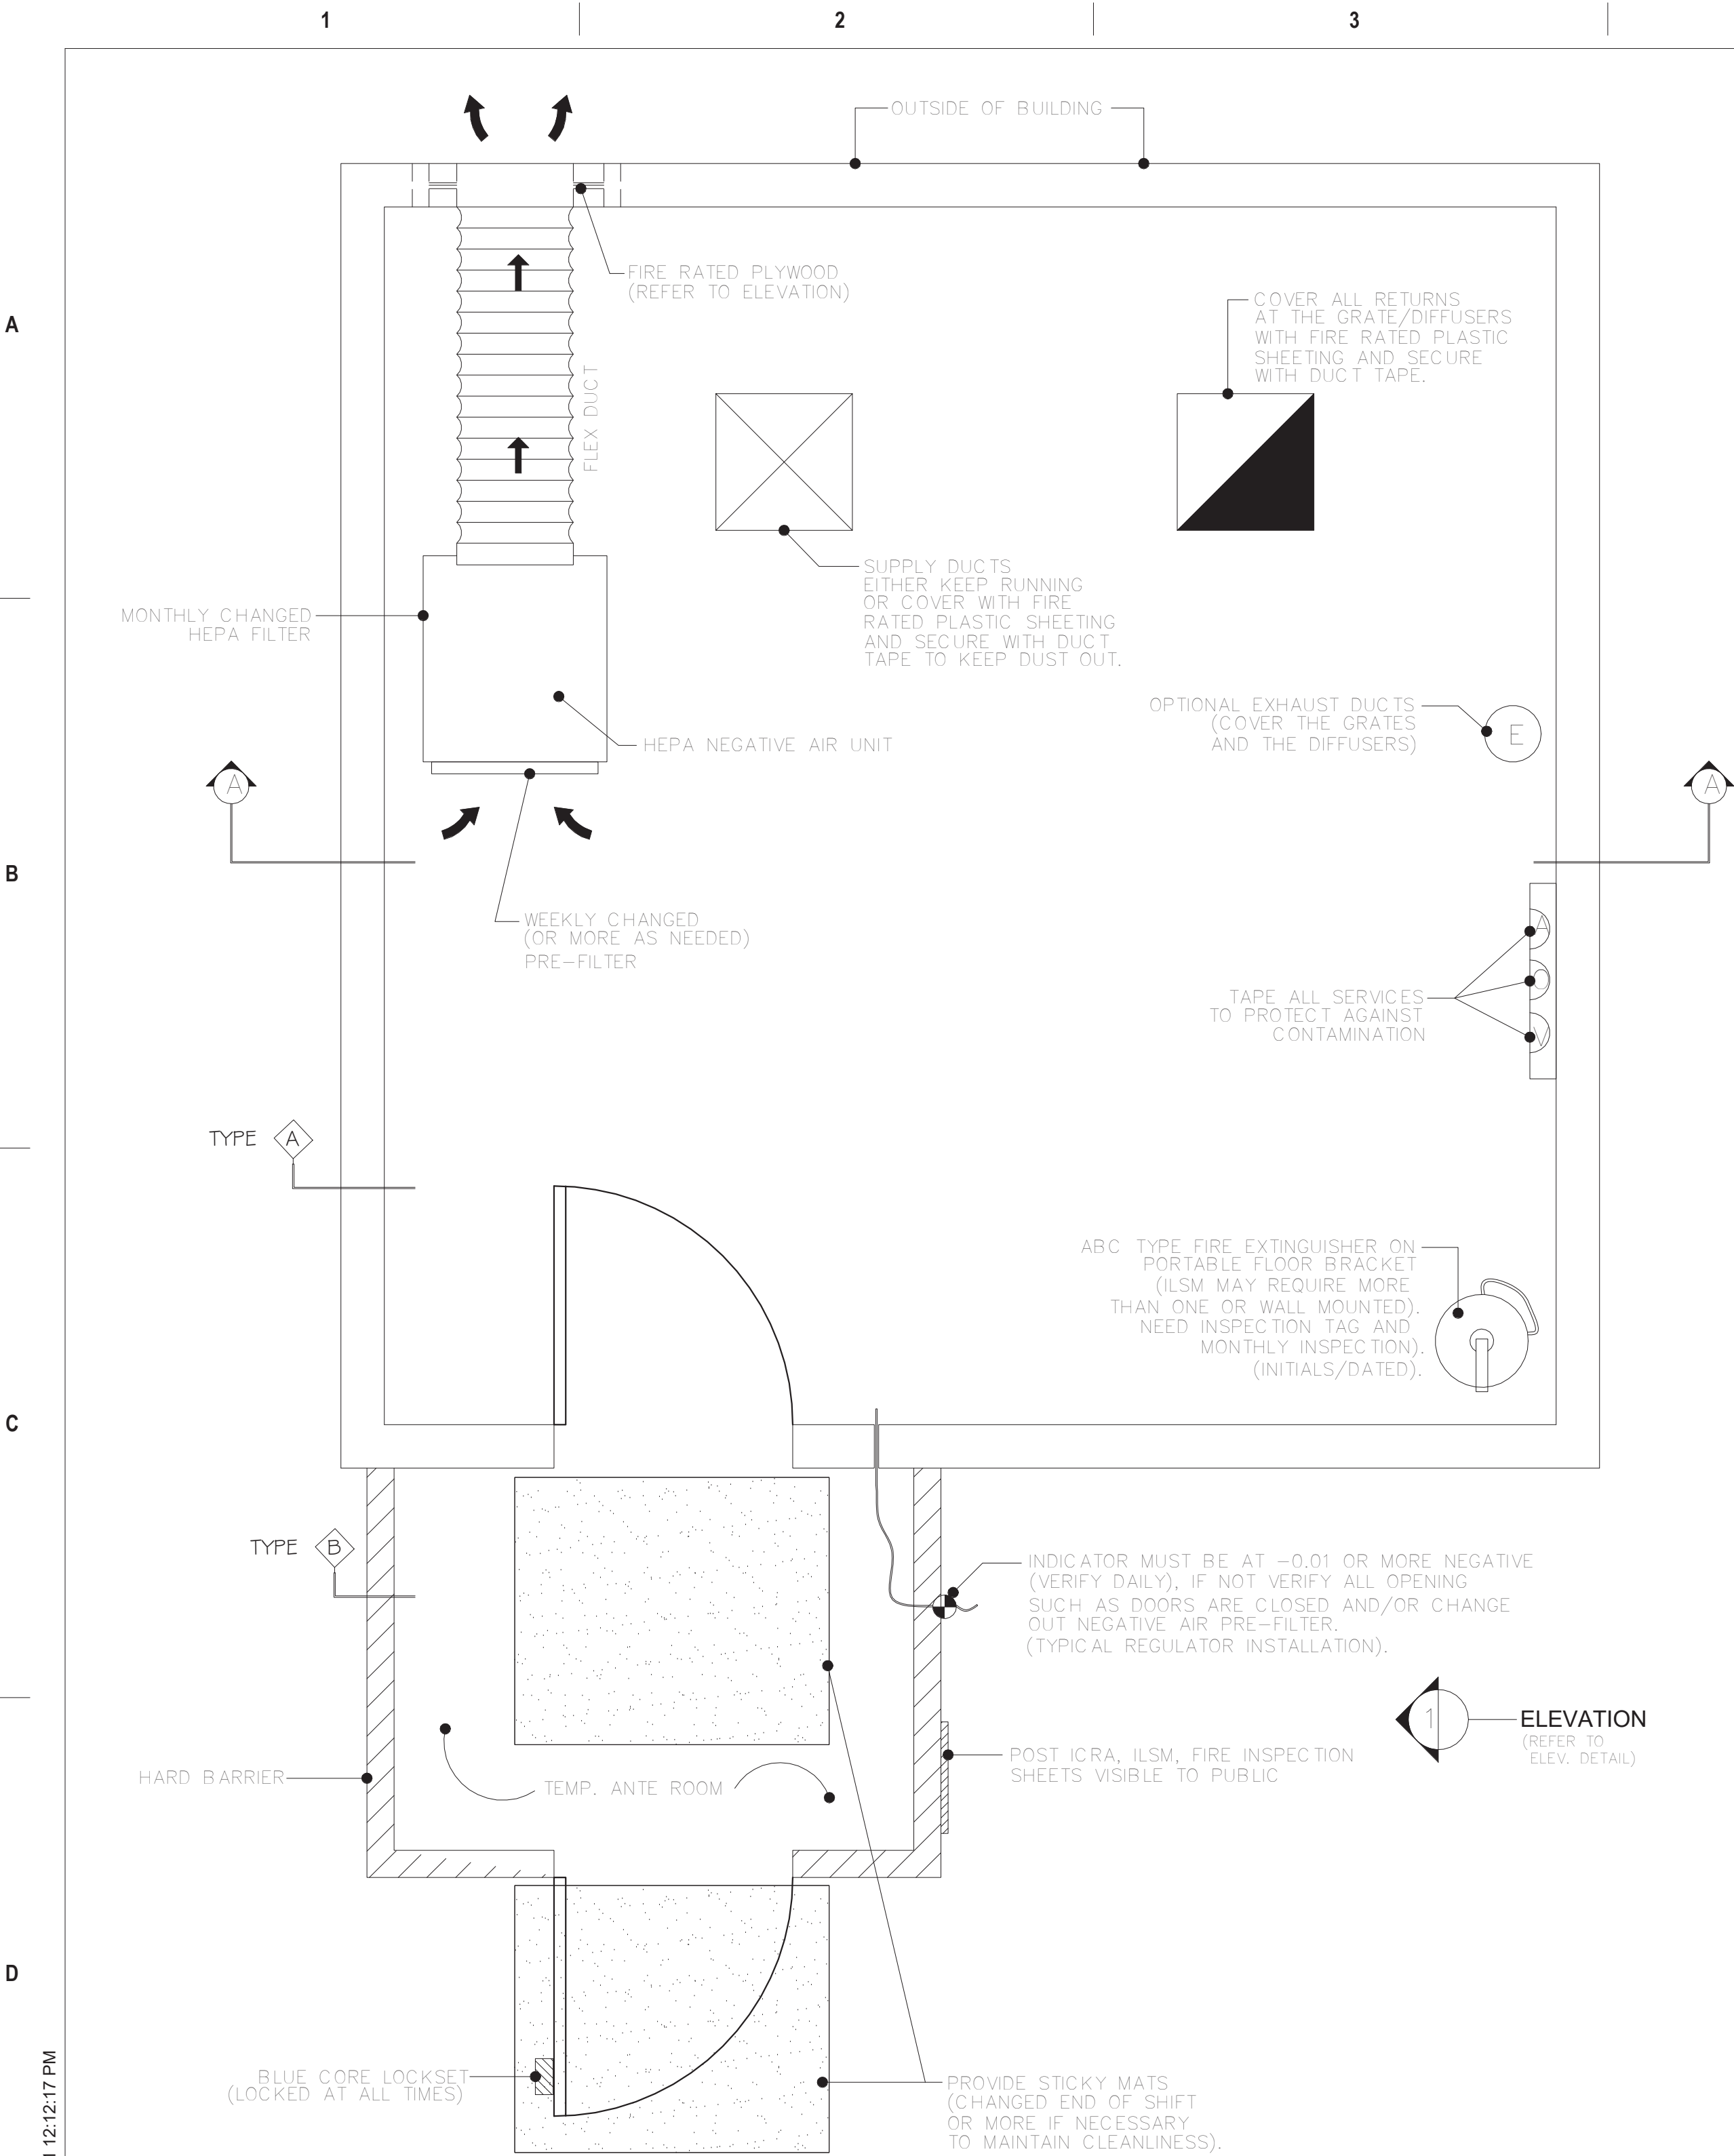 1
2
3
OUTSIDE OF BUILDING
FIRE RATED PLYWOOD
(REFER TO ELEVATION)
A
COVER ALL RETURNS
AT THE GRATE/DIFFUSERS
WITH FIRE RATED PLASTIC
SHEETING AND SECURE
WITH DUCT TAPE.
FLEX DUCT
SUPPLY DUCTS
EITHER KEEP RUNNING
OR COVER WITH FIRE
RATED PLASTIC SHEETING
AND SECURE WITH DUCT
TAPE TO KEEP DUST OUT.
MONTHLY CHANGED
HEPA FILTER
OPTIONAL EXHAUST DUCTS
(COVER THE GRATES
AND THE DIFFUSERS)
E
HEPA NEGATIVE AIR UNIT
A
A
B
WEEKLY CHANGED
(OR MORE AS NEEDED)
PRE-FILTER
A
O
V
TAPE ALL SERVICES
TO PROTECT AGAINST
CONTAMINATION
TYPE A
ABC TYPE FIRE EXTINGUISHER ON
PORTABLE FLOOR BRACKET
(ILSM MAY REQUIRE MORE
THAN ONE OR WALL MOUNTED).
NEED INSPECTION TAG AND
MONTHLY INSPECTION).
(INITIALS/DATED).
C
TYPE B
INDICATOR MUST BE AT -0.01 OR MORE NEGATIVE
(VERIFY DAILY), IF NOT VERIFY ALL OPENING
SUCH AS DOORS ARE CLOSED AND/OR CHANGE
OUT NEGATIVE AIR PRE-FILTER.
(TYPICAL REGULATOR INSTALLATION).
1
ELEVATION
(REFER TO
ELEV. DETAIL)
POST ICRA, ILSM, FIRE INSPECTION
SHEETS VISIBLE TO PUBLIC
HARD BARRIER
TEMP. ANTE ROOM
D
BLUE CORE LOCKSET
(LOCKED AT ALL TIMES)
PROVIDE STICKY MATS
(CHANGED END OF SHIFT
OR MORE IF NECESSARY
TO MAINTAIN CLEANLINESS).
12:12:17 PM